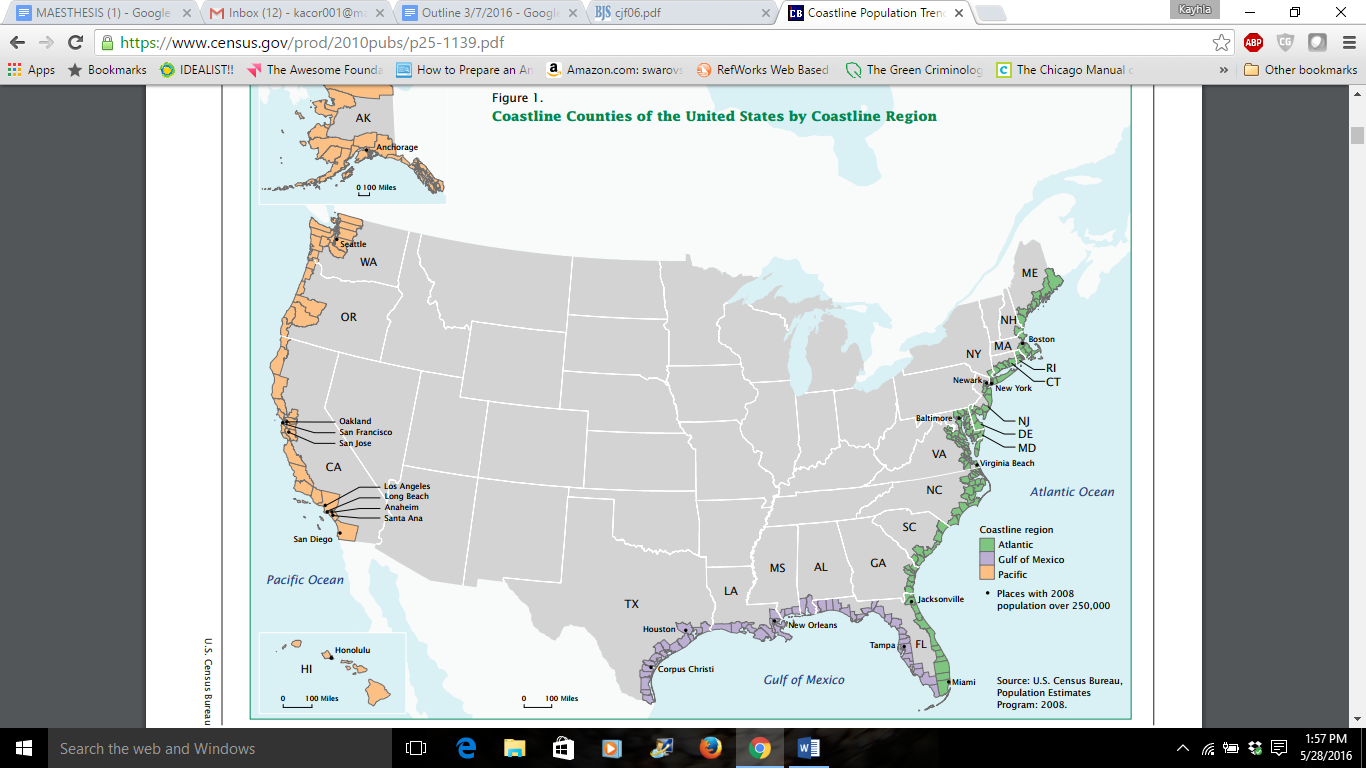 MAESTHESIS (1) - Google
Inbox (12) - kacor001@m
Outline 3/7/2016 - Google
BJS cjf06.pdf
CB Coastline Population Tren
Kayhla
https://www.census.gov/prod/2010pubs/p25-1139.pdf
ABP
CG
Apps
Bookmarks
IDEALIST!!
The Awesome Founda
How to Prepare an An
a Amazon.com: swarovs
RefWorks Web Based
The Green Criminolog
C The Chicago Manual
»
Other bookmarks
Figure 1.
Coastline Counties of the United States by Coastline Region
AK
Anchorage
0 100 Miles
Seattle
WA
OR
Oakland
San Francisco
San Jose
CA
Los Angeles
Long Beach
Anaheim
Santa Ana
San Diego
Pacific Ocean
ME
NH
Boston
MA
NY
RI
CT
Newark
New York
Baltimore
NJ
DE
MD
VA
Virginia Beach
NC
Atlantic Ocean
SC
MS
AL
GA
LA
TX
Jacksonville
Houston
New Orleans
Tampa
FL
Corpus Christi
Gulf of Mexico
Miami
Coastline region
Atlantic
Gulf of Mexico
Pacific
• Places with 2008
population over 250,000
Honolulu
HI
0 100 Miles
0 100 Miles
Source: U.S. Census Bureau,
Population Estimates
Program: 2008.
U.S. Census Bureau
Search the web and Windows
1:57 PM
5/28/2016